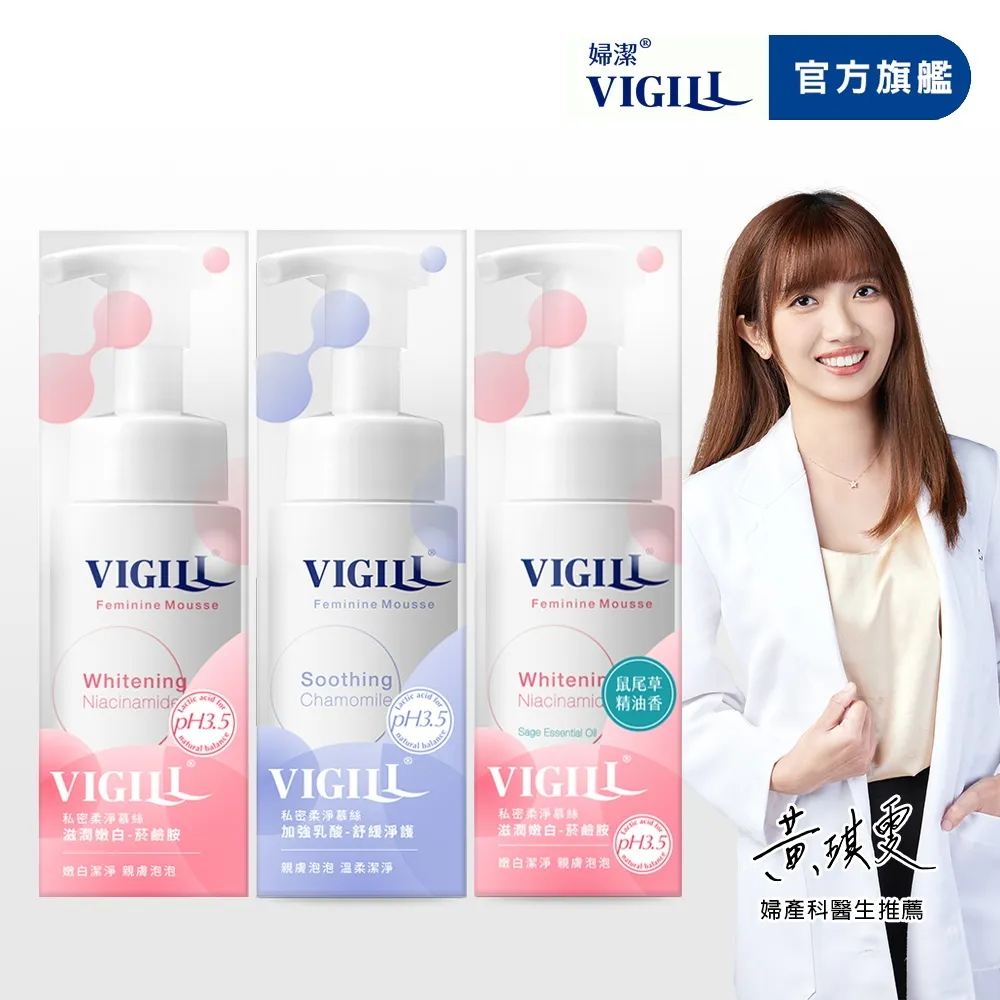 婦潔®
VIGILL
官方旗艦
VIGILL®
Feminine Mousse
Whitening
Niacinamide
Lactic acid for
pH3.5
natural balance
VIGILL®
私密柔淨慕絲
滋潤嫩白-菸鹼胺
嫩白潔淨 親膚泡泡
VIGILL®
Feminine Mousse
Soothing
Chamomile
Lactic acid for
pH3.5
natural balance
VIGILL®
私密柔淨慕絲
加強乳酸-舒緩淨護
親膚泡泡 溫柔潔淨
VIGILL®
Feminine Mousse
Whitenin
Niacinamid
Sage Essential Oil
鼠尾草
精油香
VIGILL®
私密柔淨慕絲
滋潤嫩白-菸鹼胺
Lactic acid for
pH3.5
natural balance
嫩白潔淨 親膚泡泡
黃琪雯
婦產科醫生推薦